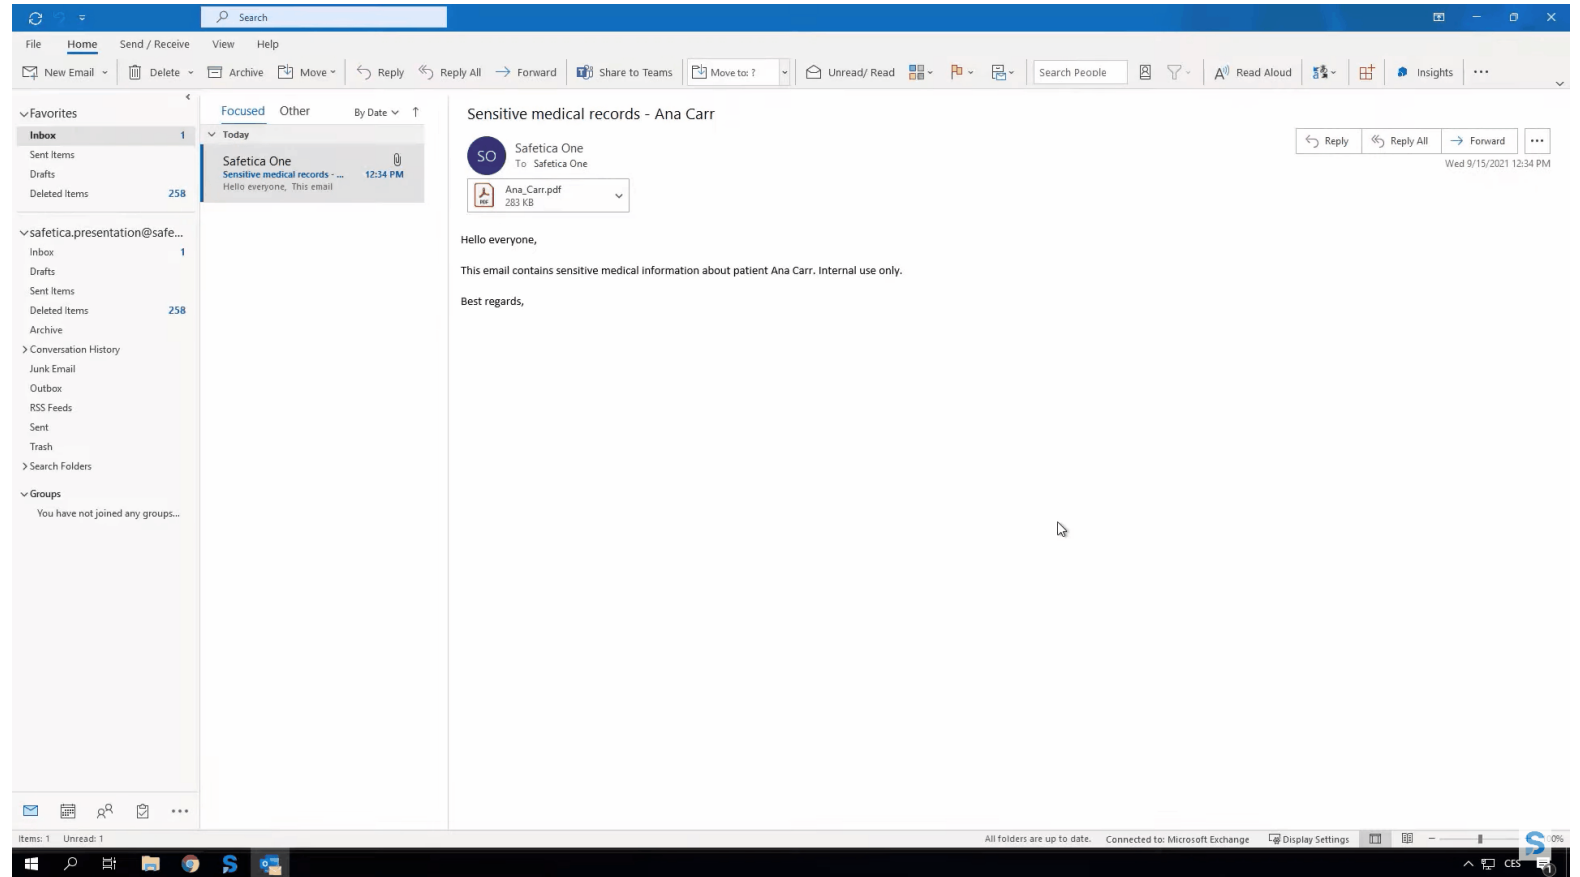 Search
File Home Send / Receive View Help
New Email Delete Archive Move Reply Reply All Forward Share to Teams Move to: ? Unread/ Read Search People Read Aloud Insights
Favorites
Inbox 1
Sent Items
Drafts
Deleted Items 258
safetica.presentation@safe...
Inbox 1
Drafts
Sent Items
Deleted Items 258
Archive
Conversation History
Junk Email
Outbox
RSS Feeds
Sent
Trash
Search Folders
Groups
You have not joined any groups...
Focused Other By Date
Today
Safetica One
Sensitive medical records - ... 12:34 PM
Hello everyone, This email
Sensitive medical records - Ana Carr
SO
Safetica One
To Safetica One
Reply Reply All Forward
Wed 9/15/2021 12:34 PM
PDF
Ana_Carr.pdf
283 KB
Hello everyone,
This email contains sensitive medical information about patient Ana Carr. Internal use only.
Best regards,
Items: 1 Unread: 1
All folders are up to date. Connected to: Microsoft Exchange Display Settings
CES
1